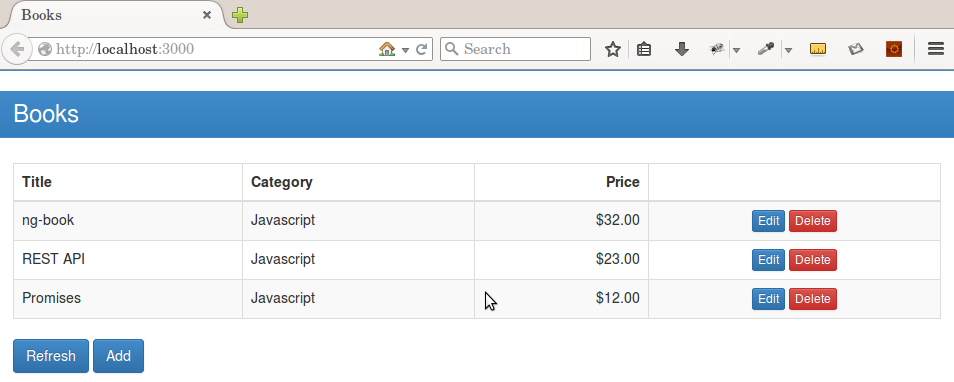 Books
http://localhost:3000 Search
Books
Title Category Price
ng-book Javascript $32.00 Edit Delete
REST API Javascript $23.00 Edit Delete
Promises Javascript $12.00 Edit Delete
Refresh Add